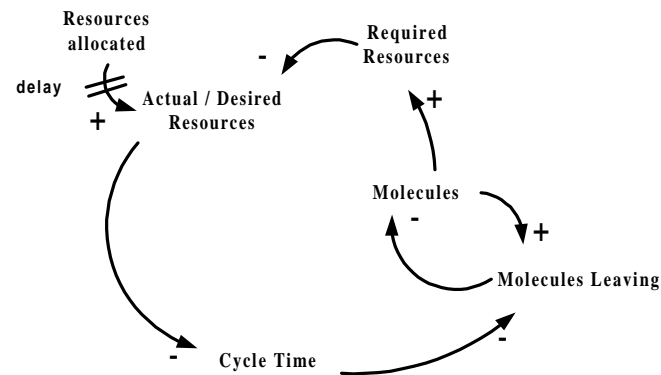 Resources
allocated
delay
+
Actual / Desired
Resources
-
Required
Resources
+
Molecules
-
+
Molecules Leaving
-
Cycle Time
-